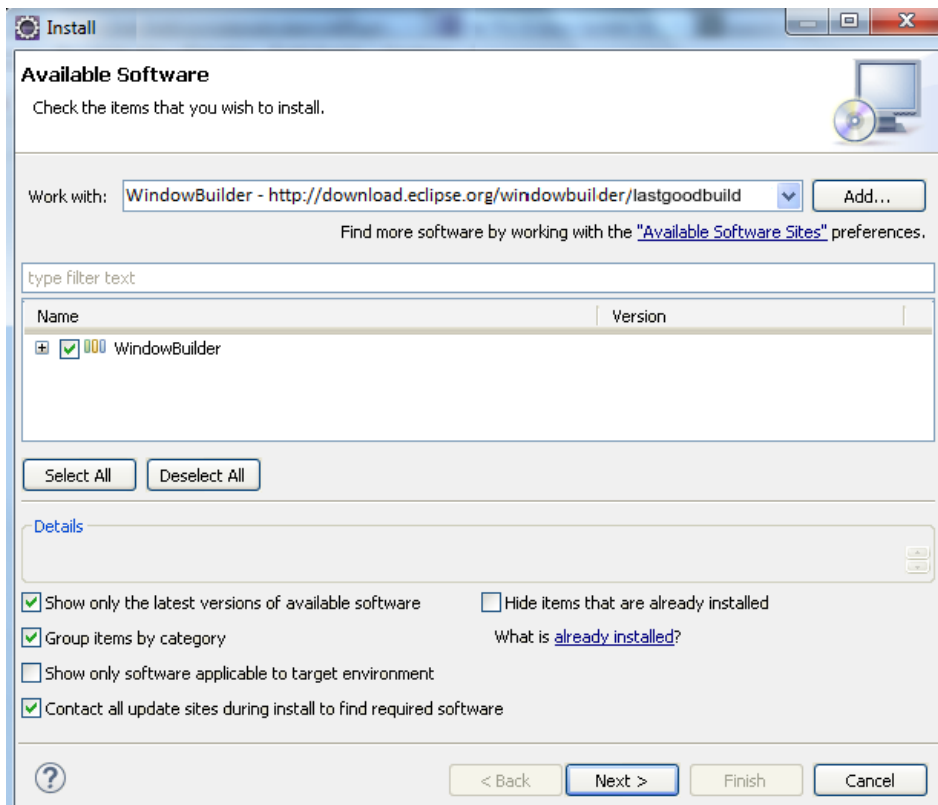 Install
Available Software
Check the items that you wish to install.
Work with: WindowBuilder - http://download.eclipse.org/windowbuilder/lastgoodbuild Add...
Find more software by working with the "Available Software Sites" preferences.
type filter text
Name Version
WindowBuilder
Select All Deselect All
Details
Show only the latest versions of available software Hide items that are already installed
Group items by category What is already installed?
Show only software applicable to target environment
Contact all update sites during install to find required software
? < Back Next > Finish Cancel